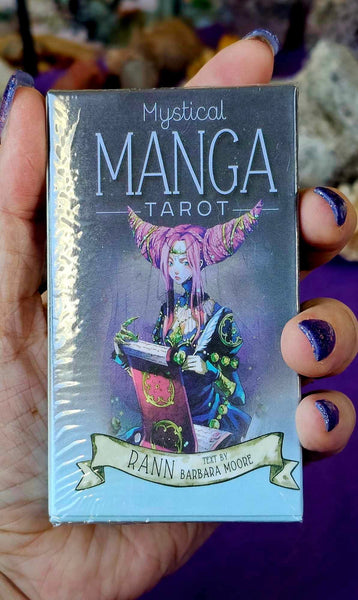 Mystical
MANGA
TAROT
RANN TEXT BY
BARBARA MOORE